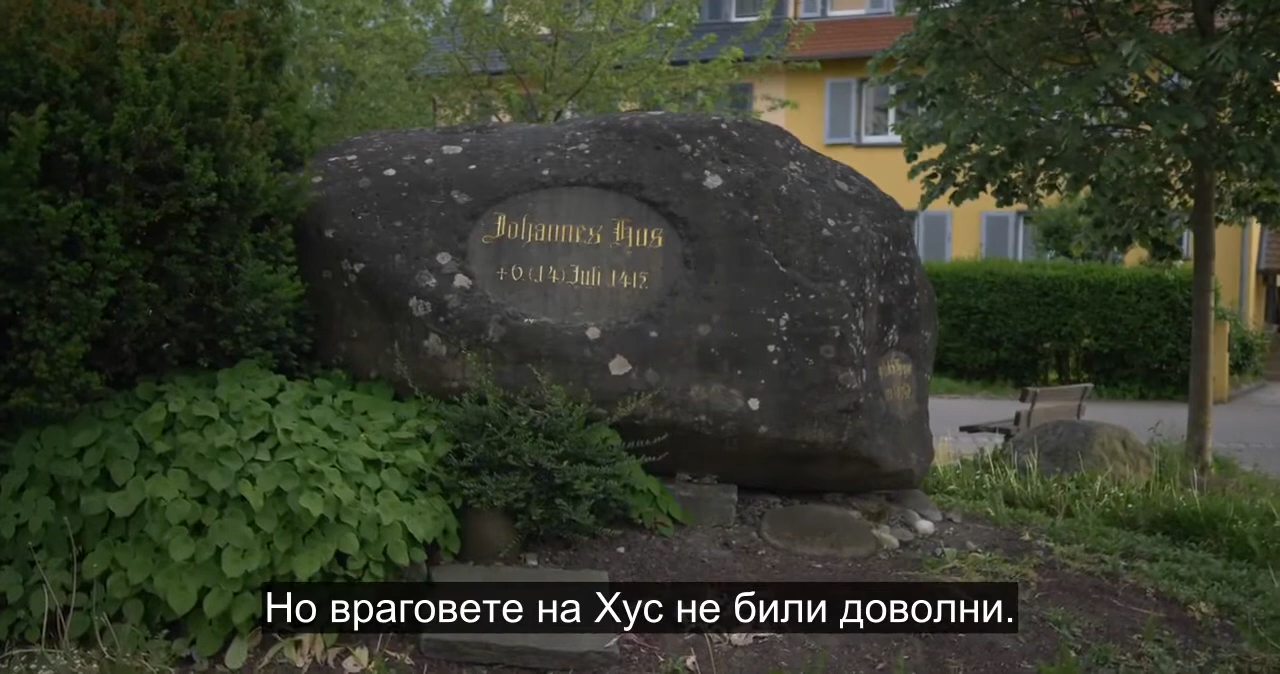 Johannes Hus
+6.(14) Juli 1415
Но враговете на Хус не били доволни.